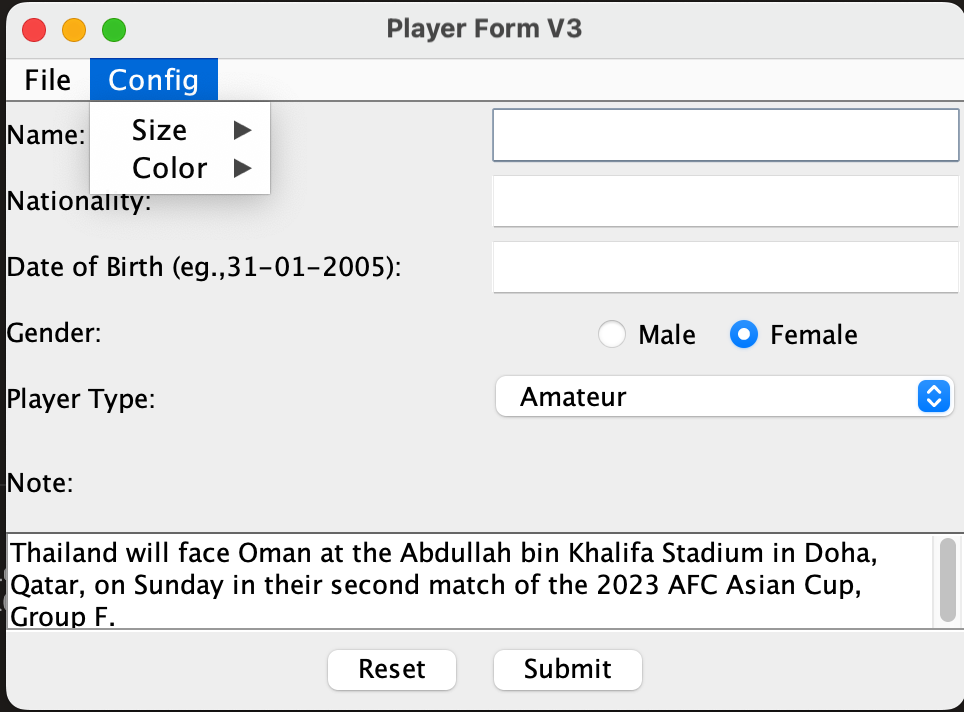 Player Form V3
File Config
Size
Color
Name:
Nationality:
Date of Birth (eg.,31-01-2005):
Gender: Male Female
Player Type: Amateur
Note:
Thailand will face Oman at the Abdullah bin Khalifa Stadium in Doha,
Qatar, on Sunday in their second match of the 2023 AFC Asian Cup,
Group F.
Reset Submit